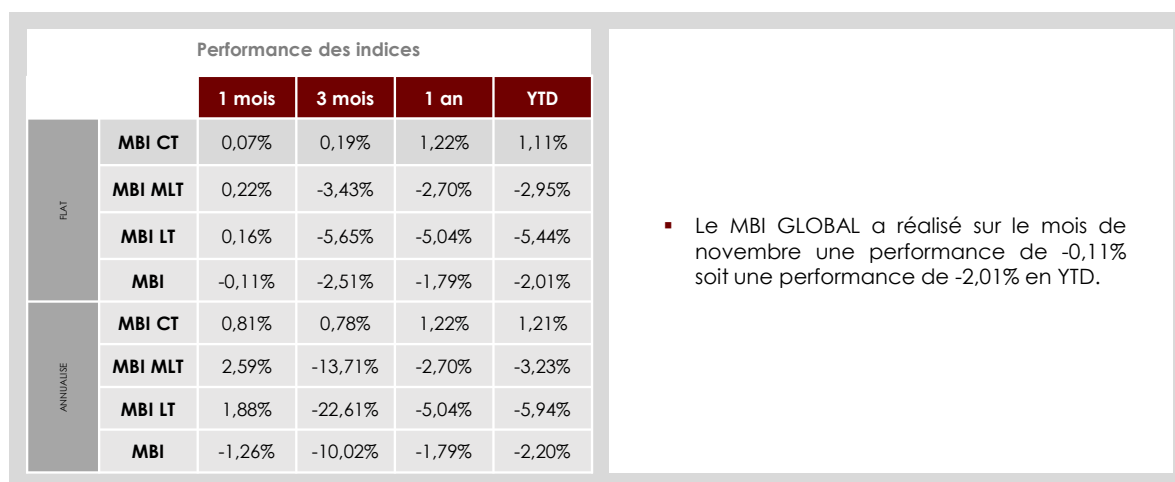 Performance des indices
1 mois 3 mois 1 an YTD
FLAT
MBI CT 0,07% 0,19% 1,22% 1,11%
MBI MLT 0,22% -3,43% -2,70% -2,95%
MBI LT 0,16% -5,65% -5,04% -5,44%
MBI -0,11% -2,51% -1,79% -2,01%
ANNUALISE
MBI CT 0,81% 0,78% 1,22% 1,21%
MBI MLT 2,59% -13,71% -2,70% -3,23%
MBI LT 1,88% -22,61% -5,04% -5,94%
MBI -1,26% -10,02% -1,79% -2,20%
▪ Le MBI GLOBAL a réalisé sur le mois de
novembre une performance de -0,11%
soit une performance de -2,01% en YTD.